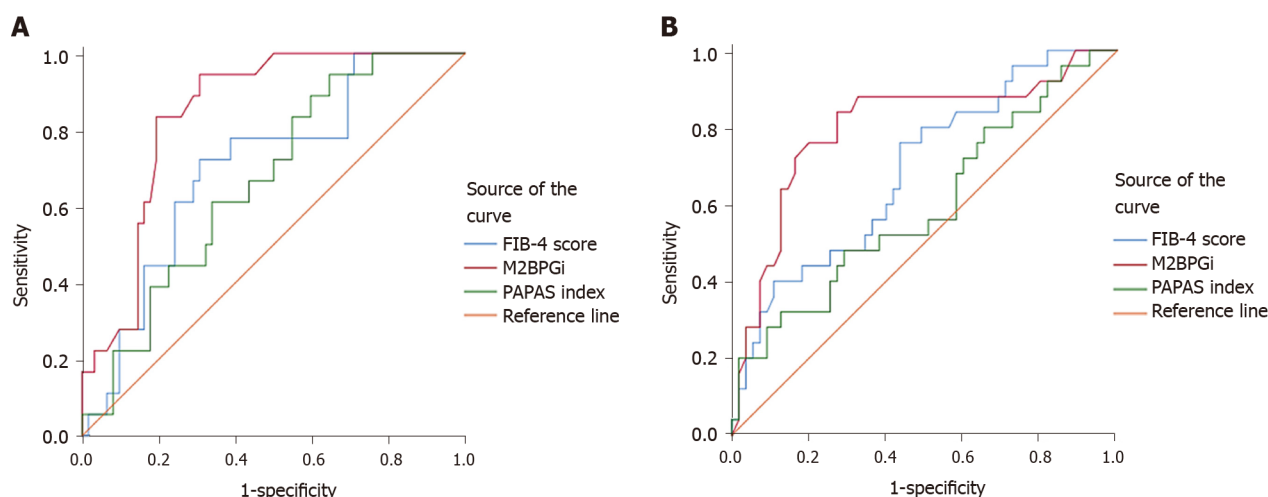 A
1.0
0.8
0.6
0.4
0.2
0.0
Sensitivity
0.0 0.2 0.4 0.6 0.8 1.0
1-specificity
Source of the
curve
FIB-4 score
M2BPGi
PAPAS index
Reference line
B
1.0
0.8
0.6
0.4
0.2
0.0
Sensitivity
0.0 0.2 0.4 0.6 0.8 1.0
1-specificity
Source of the
curve
FIB-4 score
M2BPGi
PAPAS index
Reference line